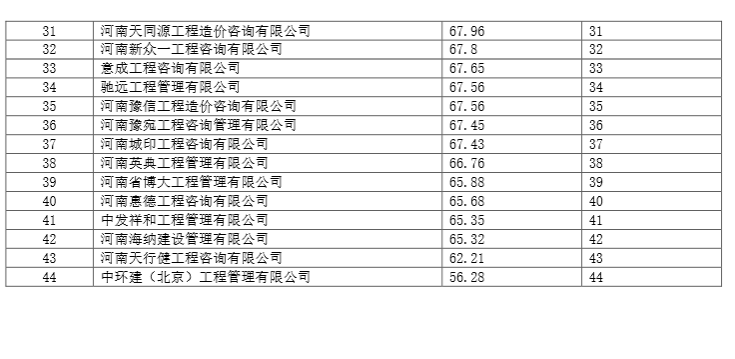 31 河南天同源工程造价咨询有限公司 67.96 31
32 河南新众一工程咨询有限公司 67.8 32
33 意成工程咨询有限公司 67.65 33
34 驰远工程管理有限公司 67.56 34
35 河南豫信工程造价咨询有限公司 67.56 35
36 河南豫宛工程咨询管理有限公司 67.45 36
37 河南城印工程咨询有限公司 67.43 37
38 河南英典工程管理有限公司 66.76 38
39 河南省博大工程管理有限公司 65.88 39
40 河南惠德工程咨询有限公司 65.68 40
41 中发祥和工程管理有限公司 65.35 41
42 河南海纳建设管理有限公司 65.32 42
43 河南天行健工程咨询有限公司 62.21 43
44 中环建（北京）工程管理有限公司 56.28 44